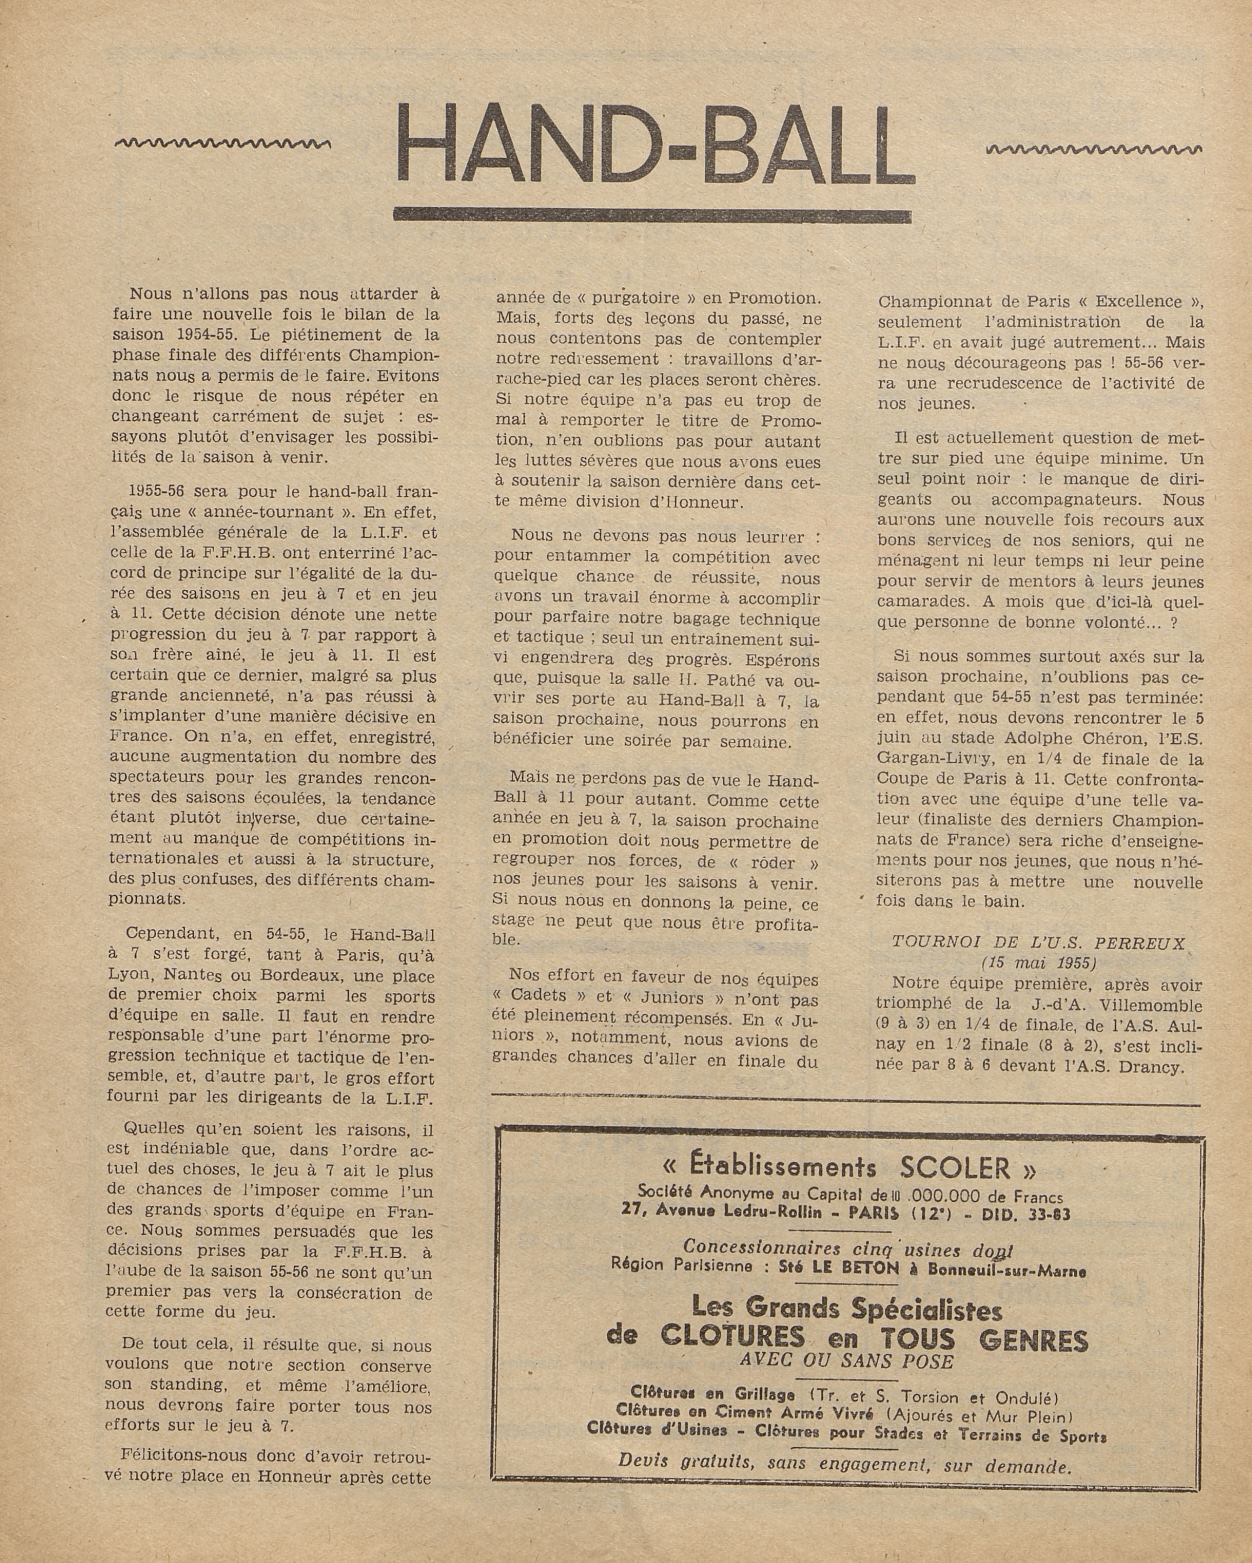 HAND-BALL
Nous n'allons pas nous attarder à
faire une nouvelle fois le bilan de la
saison 1954-55. Le piétinement de la
phase finale des différents Champion-
nats nous a permis de le faire. Evitons
donc le risque de nous répéter en
changeant carrément de sujet : es-
sayons plutôt d'envisager les possibi-
lités de la saison à venir.
1955-56 sera pour le hand-ball fran-
çais une « année-tournant ». En effet,
l'assemblée générale de la L.I.F. et
celle de la F.F.H.B. ont enterriné l'ac-
cord de principe sur l'égalité de la du-
rée des saisons en jeu à 7 et en jeu
à 11. Cette décision dénote une nette
progression du jeu à 7 par rapport à
son frère ainé, le jeu à 11. Il est
certain que ce dernier, malgré sa plus
grande ancienneté, n'a pas réussi à
s'implanter d'une manière décisive en
France. On n'a, en effet, enregistré,
aucune augmentation du nombre des
spectateurs pour les grandes rencon-
tres des saisons écoulées, la tendance
étant plutôt inverse, due certaine-
ment au manque de compétitions in-
ternationales et aussi à la structure,
des plus confuses, des différents cham-
pionnats.
Cependant, en 54-55, le Hand-Ball
à 7 s'est forgé, tant à Paris, qu'à
Lyon, Nantes ou Bordeaux, une place
de premier choix parmi les sports
d'équipe en salle. Il faut en rendre
responsable d'une part l'énorme pro-
gression technique et tactique de l'en-
semble, et, d'autre part, le gros effort
fourni par les dirigeants de la L.I.F.
Quelles qu'en soient les raisons, il
est indéniable que, dans l'ordre ac-
tuel des choses, le jeu à 7 ait le plus
de chances de l'imposer comme l'un
des grands sports d'équipe en Fran-
ce. Nous sommes persuadés que les
décisions prises par la F.F.H.B. à
l'aube de la saison 55-56 ne sont qu'un
premier pas vers la consécration de
cette forme du jeu.
De tout cela, il résulte que, si nous
voulons que notre section conserve
son standing, et même l'améliore,
nous devrons faire porter tous nos
efforts sur le jeu à 7.
Félicitons-nous donc d'avoir retrou-
vé notre place en Honneur après cette
année de « purgatoire » en Promotion.
Mais, forts des leçons du passé, ne
nous contentons pas de contempler
notre redressement : travaillons d'ar-
rache-pied car les places seront chères.
Si notre équipe n'a pas eu trop de
mal à remporter le titre de Promo-
tion, n'en oublions pas pour autant
les luttes sévères que nous avons eues
à soutenir la saison dernière dans cet-
te même division d'Honneur.
Nous ne devons pas nous leurrer :
pour entammer la compétition avec
quelque chance de réussite, nous
avons un travail énorme à accomplir
pour parfaire notre bagage technique
et tactique ; seul un entraînement sui-
vi engendrera des progrès. Espérons
que, puisque la salle H. Pathé va ou-
vrir ses porte au Hand-Ball à 7, la
saison prochaine, nous pourrons en
bénéficier une soirée par semaine.
Mais ne perdons pas de vue le Hand-
Ball à 11 pour autant. Comme cette
année en jeu à 7, la saison prochaine
en promotion doit nous permettre de
regrouper nos forces, de « roder »
nos jeunes pour les saisons à venir.
Si nous nous en donnons la peine, ce
stage ne peut que nous être profita-
ble.
Nos effort en faveur de nos équipes
« Cadets » et « Juniors » n'ont pas
été pleinement récompensés. En « Ju-
niors », notamment, nous avions de
grandes chances d'aller en finale du
Championnat de Paris « Excellence »,
seulement l'administration de la
L.I.F. en avait jugé autrement... Mais
ne nous décourageons pas ! 55-56 ver-
ra une recrudescence de l'activité de
nos jeunes.
Il est actuellement question de met-
tre sur pied une équipe minime. Un
seul point noir : le manque de diri-
geants ou accompagnateurs. Nous
aurons une nouvelle fois recours aux
bons services de nos seniors, qui ne
ménagent ni leur temps ni leur peine
pour servir de mentors à leurs jeunes
camarades. A mois que d'ici-là quel-
que personne de bonne volonté... ?
Si nous sommes surtout axés sur la
saison prochaine, n'oublions pas ce-
pendant que 54-55 n'est pas terminée:
en effet, nous devons rencontrer le 5
juin au stade Adolphe Chéron, l'E.S.
Gargan-Livry, en 1/4 de finale de la
Coupe de Paris à 11. Cette confronta-
tion avec une équipe d'une telle va-
leur (finaliste des derniers Champion-
nats de France) sera riche d'enseigne-
ments pour nos jeunes, que nous n'hé-
siterons pas à mettre une nouvelle
fois dans le bain.
TOURNOI DE L'U.S. PERREUX
(15 mai 1955)
Notre équipe première, après avoir
triomphé de la J.-d'A. Villemomble
(9 à 3) en 1/4 de finale, de l'A.S. Aul-
nay en 1/2 finale (8 à 2), s'est incli-
née par 8 à 6 devant l'A.S. Drancy.
« Établissements SCOLER »
Société Anonyme au Capital de 10.000.000 de Francs
27, Avenue Ledru-Rollin - PARIS (12°) - DID. 33-63
Concessionnaires cinq usines dont
Région Parisienne : Sté LE BETON à Bonneuil-sur-Marne
Les Grands Spécialistes
de CLOTURES en TOUS GENRES
AVEC OU SANS POSE
Clôtures en Grillage (Tr. et S. Torsion et Ondulé)
Clôtures en Ciment Armé Vivré (Ajourés et Mur Plein)
Clôtures d'Usines - Clôtures pour Stades et Terrains de Sports
Devis gratuits, sans engagement, sur demande.